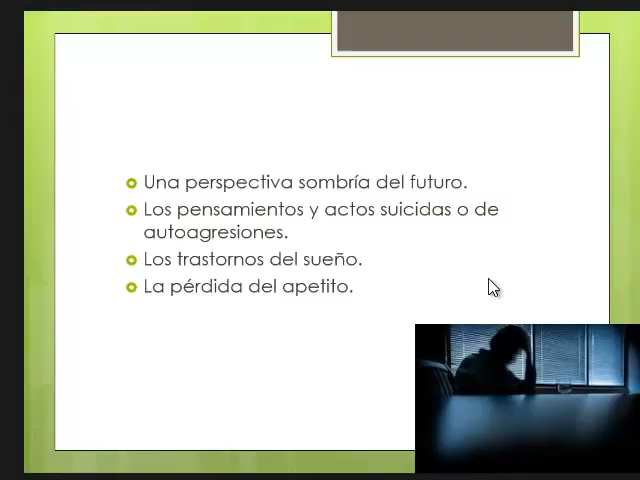 Una perspectiva sombría del futuro.
Los pensamientos y actos suicidas o de
autoagresiones.
Los trastornos del sueño.
La pérdida del apetito.